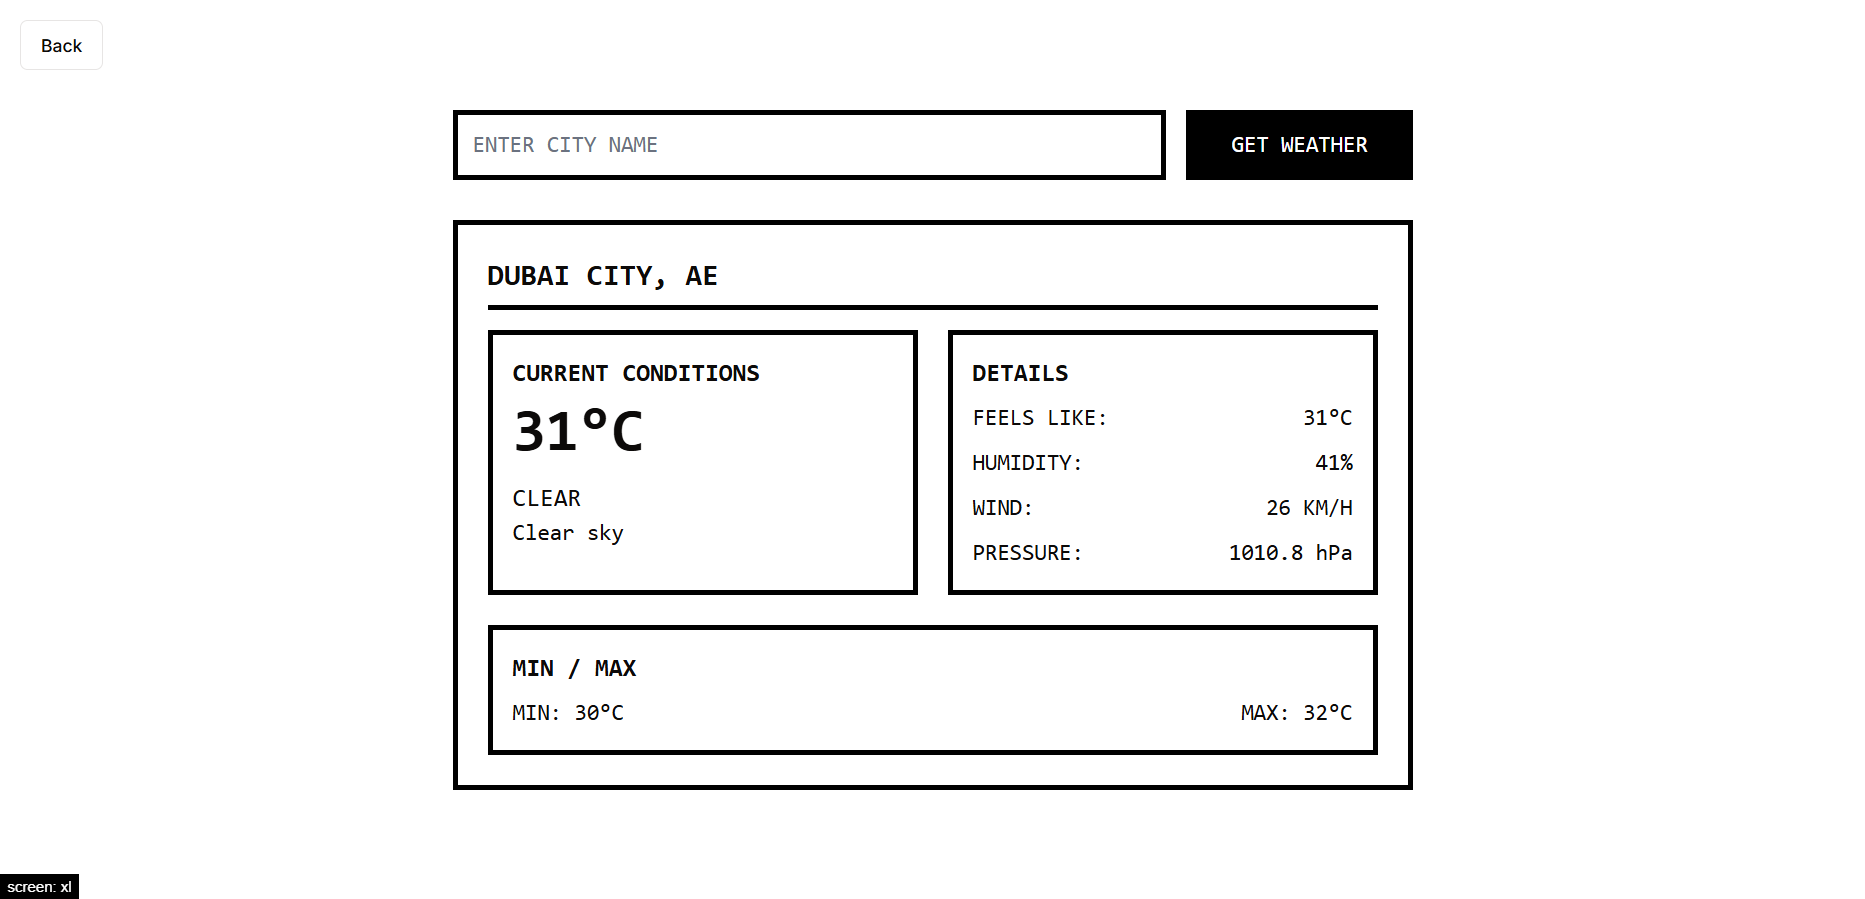 Back
ENTER CITY NAME
GET WEATHER
DUBAI CITY, AE
CURRENT CONDITIONS
31°C
CLEAR
Clear sky
DETAILS
FEELS LIKE: 31°C
HUMIDITY: 41%
WIND: 26 KM/H
PRESSURE: 1010.8 hPa
MIN / MAX
MIN: 30°C MAX: 32°C
screen: xl